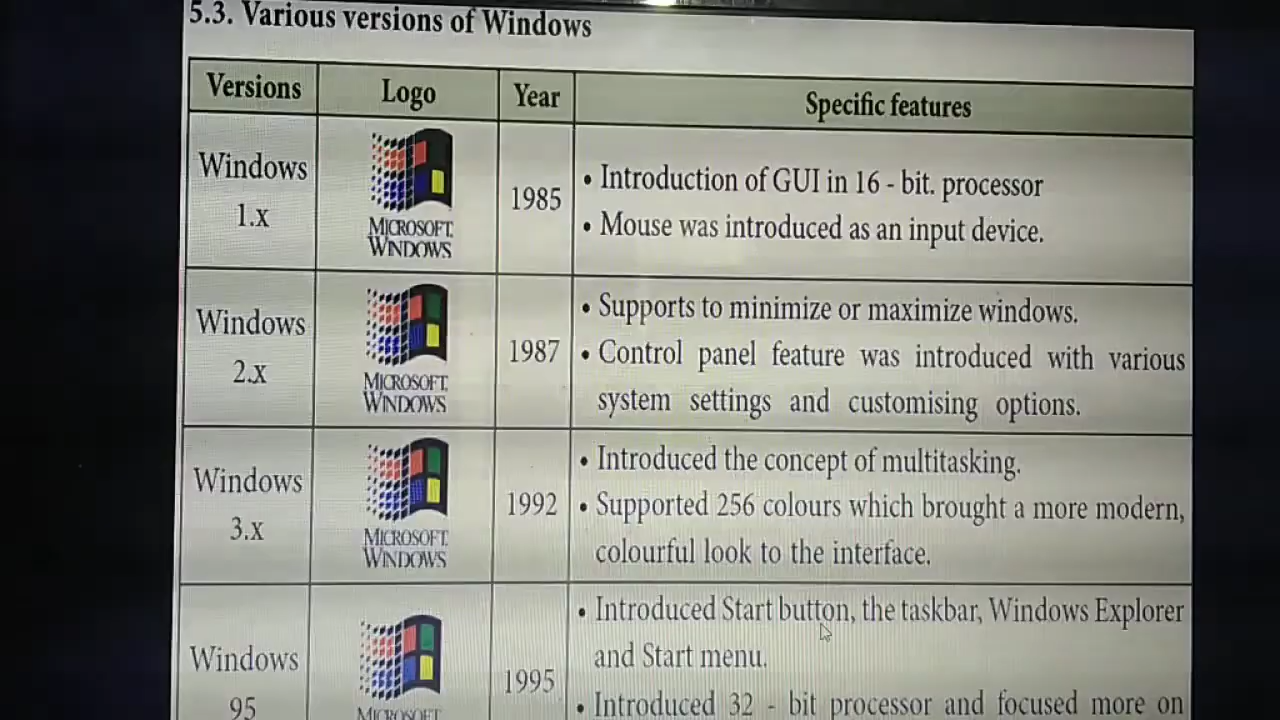 5.3. Various versions of Windows
Versions Logo Year Specific features
Windows
1.x
MICROSOFT
WINDOWS
1985
• Introduction of GUI in 16 - bit. processor
• Mouse was introduced as an input device.
Windows
2.x
MICROSOFT
WINDOWS
1987
• Supports to minimize or maximize windows.
• Control panel feature was introduced with various
system settings and customising options.
Windows
3.x
MICROSOFT
WINDOWS
1992
• Introduced the concept of multitasking.
• Supported 256 colours which brought a more modern,
colourful look to the interface.
Windows
95
MICROSOFT
1995
• Introduced Start button, the taskbar, Windows Explorer
and Start menu.
• Introduced 32 - bit processor and focused more on